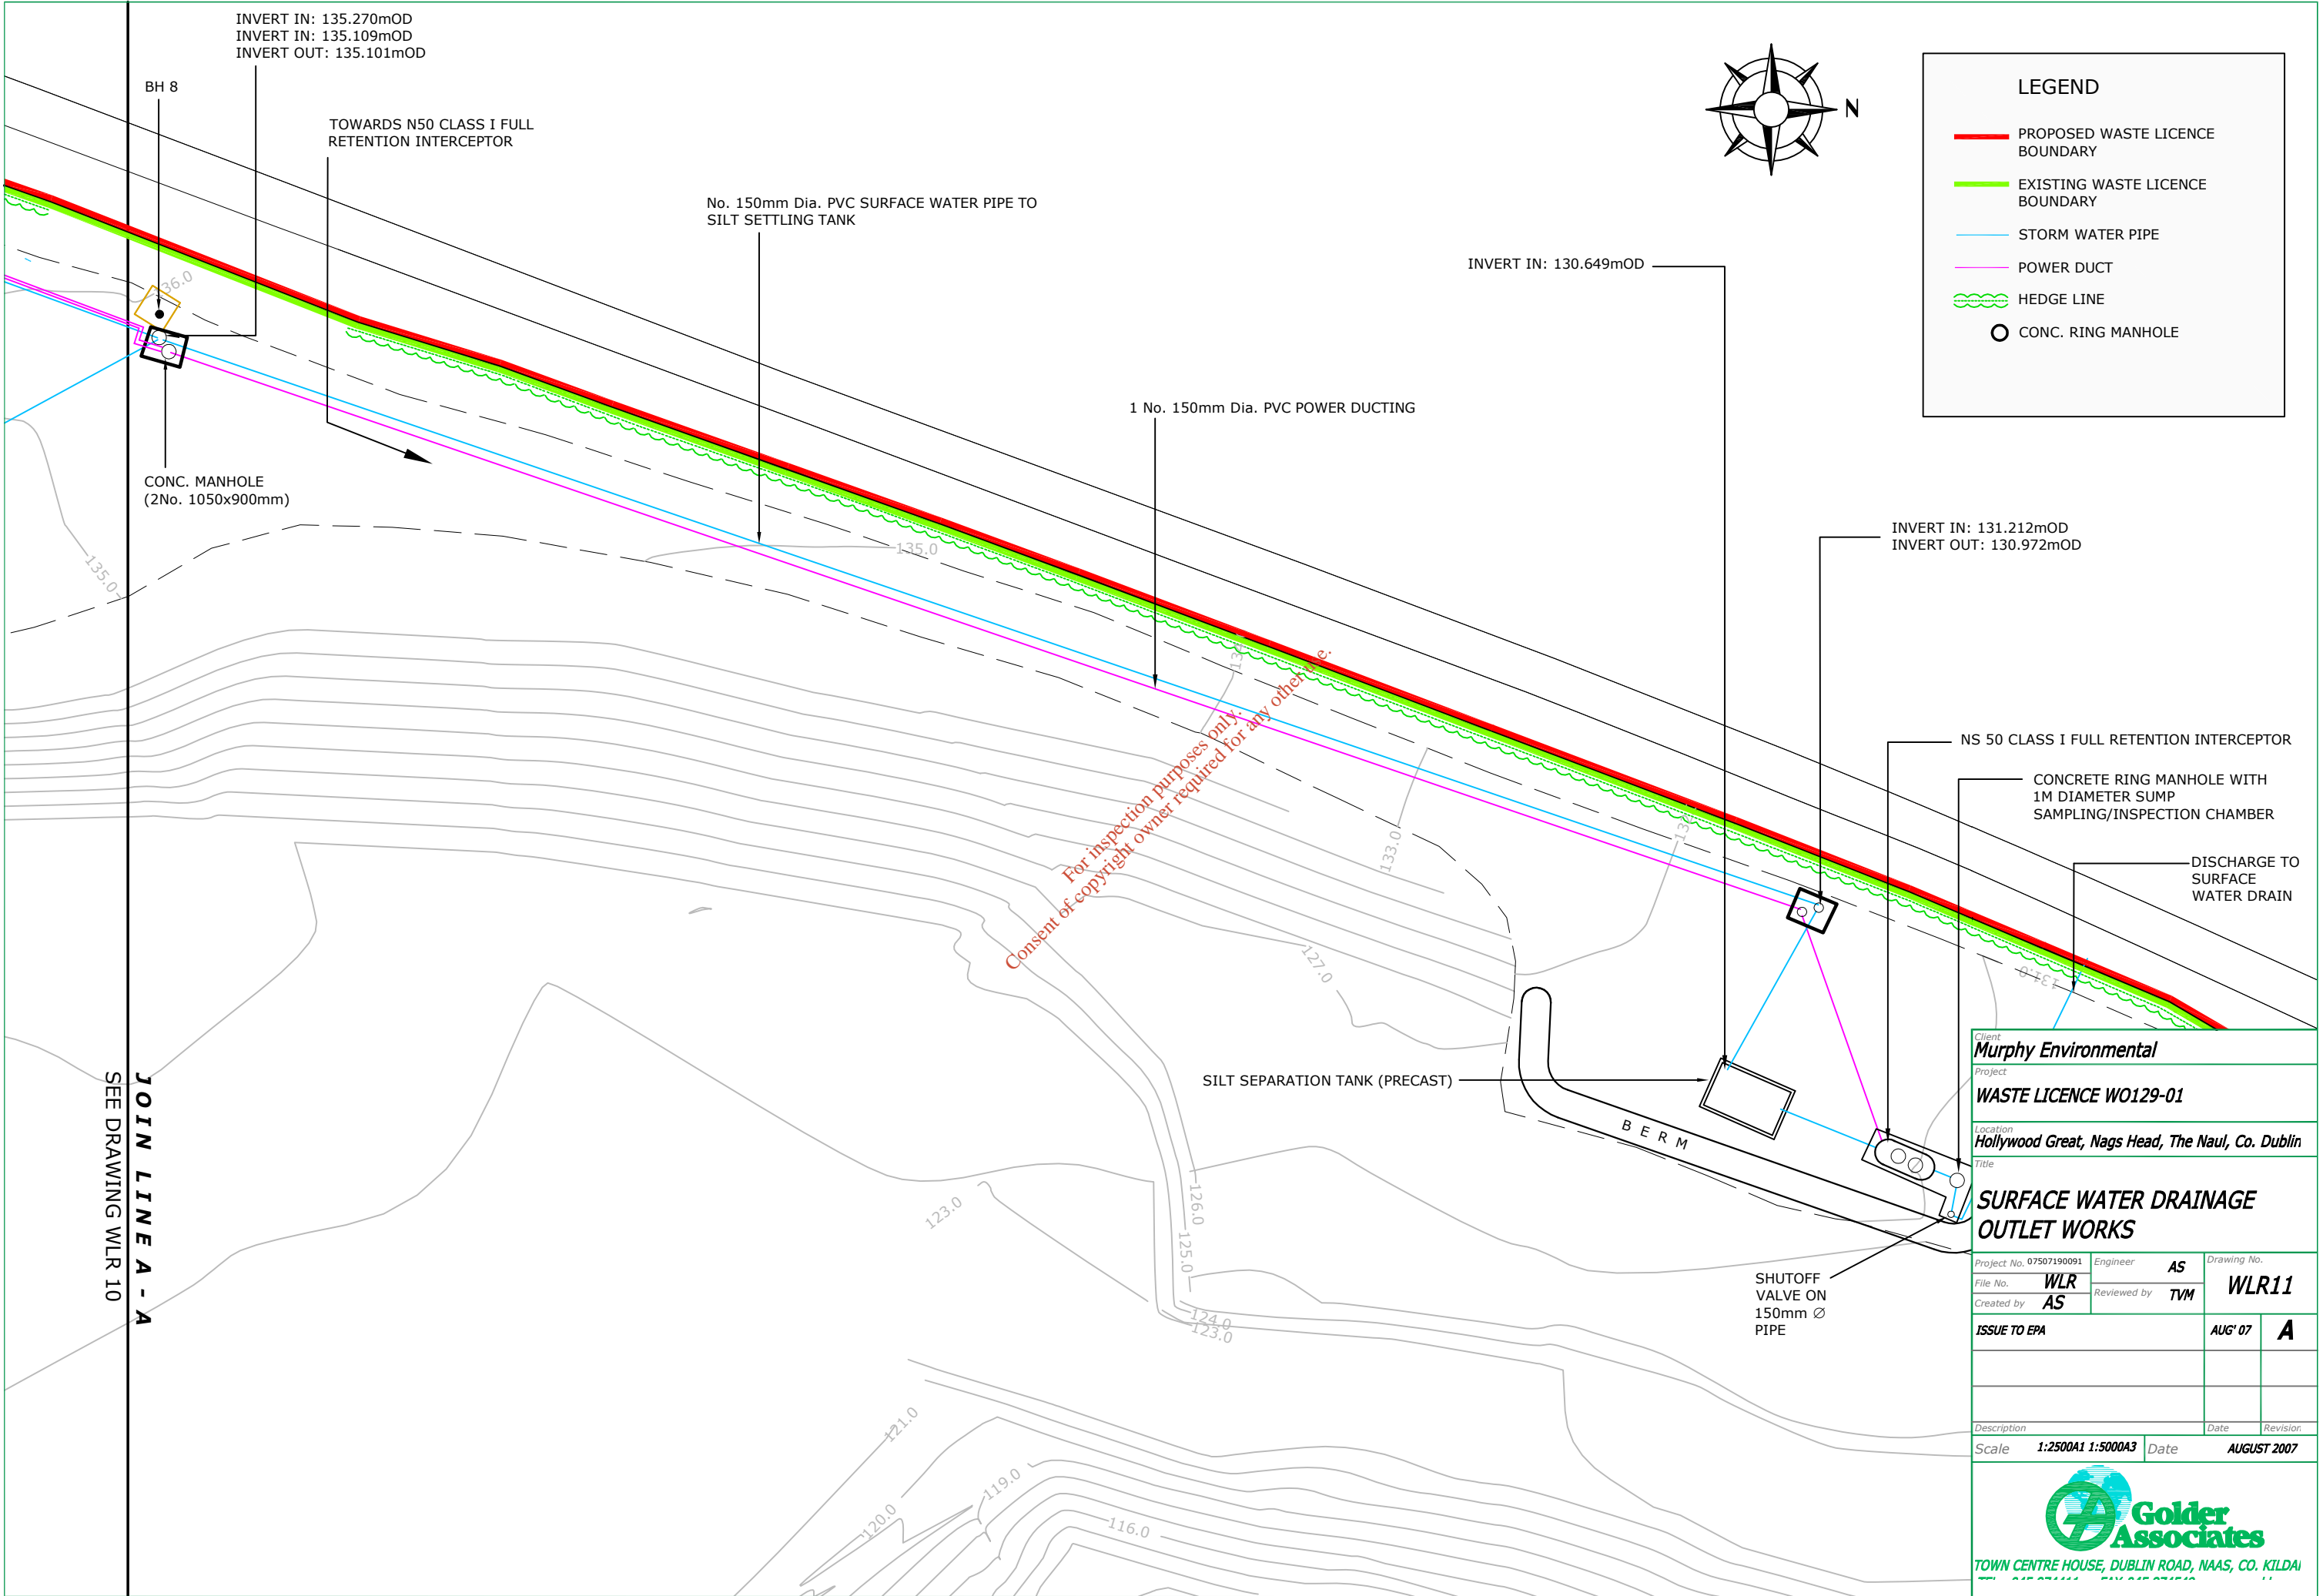 INVERT IN: 135.270mOD
INVERT IN: 135.109mOD
INVERT OUT: 135.101mOD
BH 8
TOWARDS N50 CLASS I FULL
RETENTION INTERCEPTOR
No. 150mm Dia. PVC SURFACE WATER PIPE TO
SILT SETTLING TANK
INVERT IN: 130.649mOD
1 No. 150mm Dia. PVC POWER DUCTING
N
LEGEND
PROPOSED WASTE LICENCE
BOUNDARY
EXISTING WASTE LICENCE
BOUNDARY
STORM WATER PIPE
POWER DUCT
HEDGE LINE
CONC. RING MANHOLE
CONC. MANHOLE
(2No. 1050x900mm)
INVERT IN: 131.212mOD
INVERT OUT: 130.972mOD
NS 50 CLASS I FULL RETENTION INTERCEPTOR
CONCRETE RING MANHOLE WITH
1M DIAMETER SUMP
SAMPLING/INSPECTION CHAMBER
DISCHARGE TO
SURFACE
WATER DRAIN
135.0
135.0
133.0
131.0
127.0
126.0
125.0
124.0
123.0
123.0
121.0
120.0
119.0
116.0
For inspection purposes only.
Consent of copyright owner required for any other use.
SILT SEPARATION TANK (PRECAST)
BERM
SHUTOFF
VALVE ON
150mm ∅
PIPE
JOIN LINE A - A
SEE DRAWING WLR 10
Client
Murphy Environmental
Project
WASTE LICENCE WO129-01
Location
Hollywood Great, Nags Head, The Naul, Co. Dublin
Title
SURFACE WATER DRAINAGE
OUTLET WORKS
Project No. 07507190091
Engineer AS
Drawing No.
File No. WLR
Reviewed by TVM
WLR11
Created by AS
ISSUE TO EPA AUG' 07 A
Description Date Revision
Scale 1:2500A1 1:5000A3 Date AUGUST 2007
Golder
Associates
TOWN CENTRE HOUSE, DUBLIN ROAD, NAAS, CO.